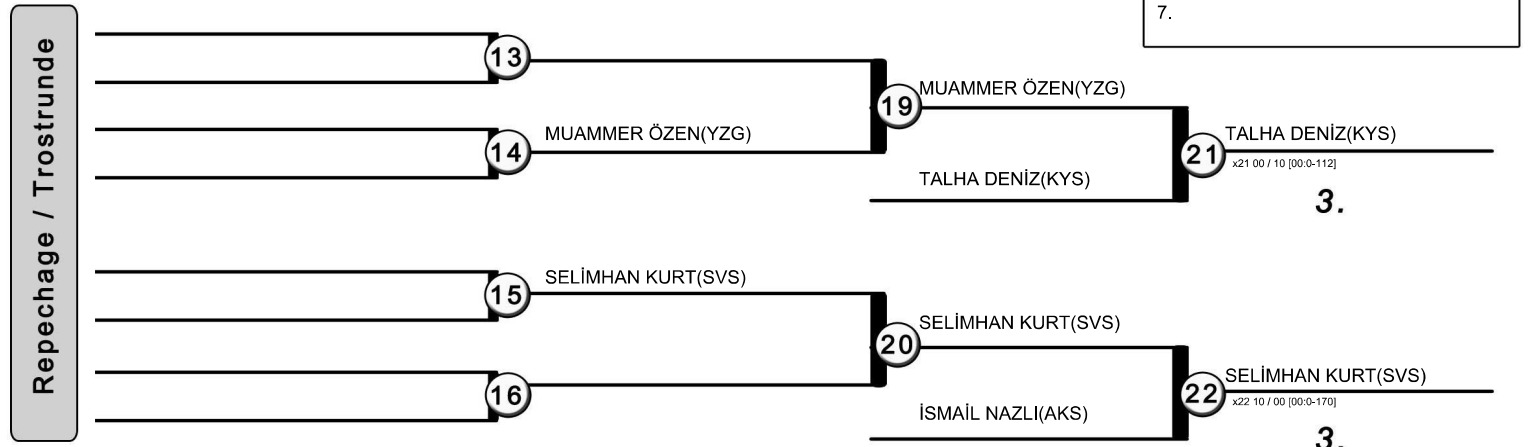 7.
Repechage / Trostrunde
13
14
MUAMMER ÖZEN(YZG)
19
MUAMMER ÖZEN(YZG)
TALHA DENİZ(KYS)
21
TALHA DENİZ(KYS)
x21 00 / 10 [00:0-112]
3.
15
SELİMHAN KURT(SVS)
16
20
SELİMHAN KURT(SVS)
İSMAİL NAZLI(AKS)
22
SELİMHAN KURT(SVS)
x22 10 / 00 [00:0-170]
3.